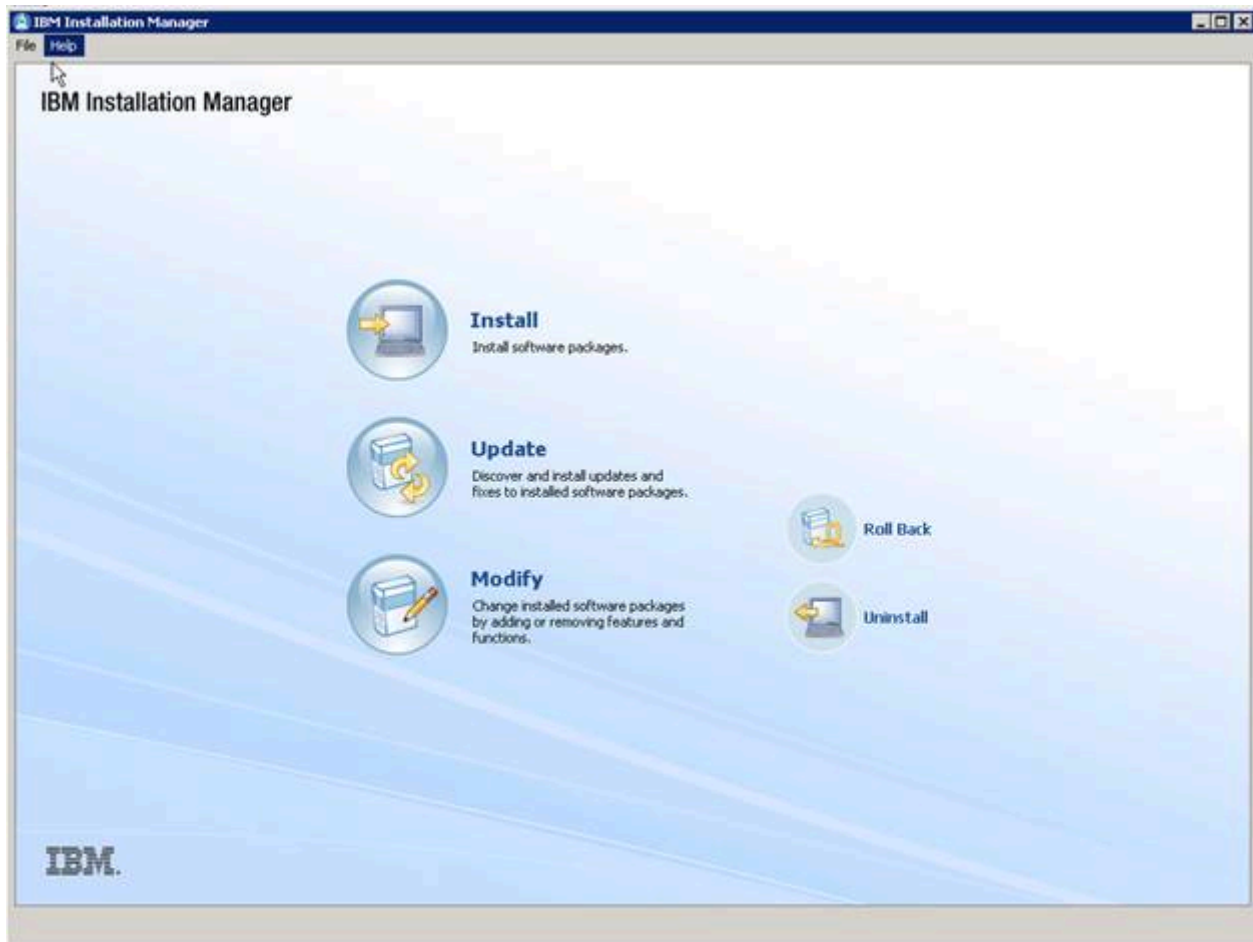 IBM Installation Manager
File Help
IBM Installation Manager
Install
Install software packages.
Update
Discover and install updates and
fixes to installed software packages.
Roll Back
Modify
Change installed software packages
by adding or removing features and
functions.
Uninstall
IBM.